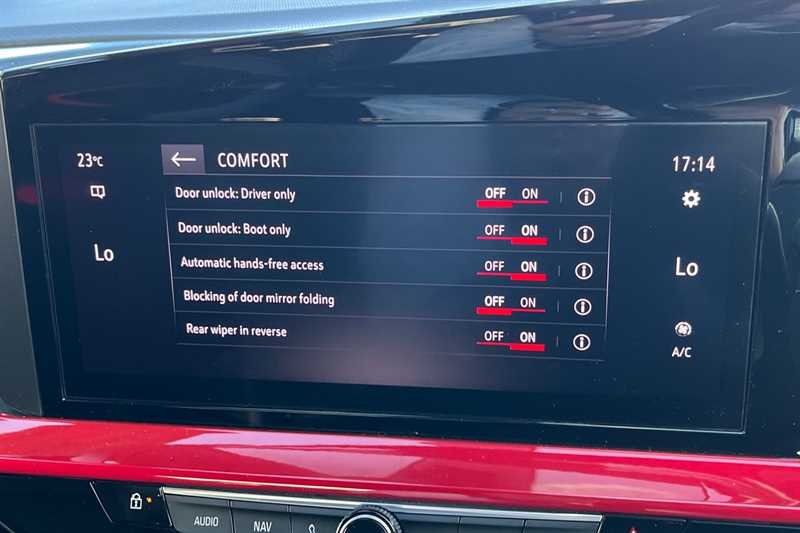 23°C
COMFORT
17:14
Door unlock: Driver only OFF ON
Door unlock: Boot only OFF ON
Lo
Automatic hands-free access OFF ON
Lo
Blocking of door mirror folding OFF ON
Rear wiper in reverse OFF ON
A/C
AUDIO NAV